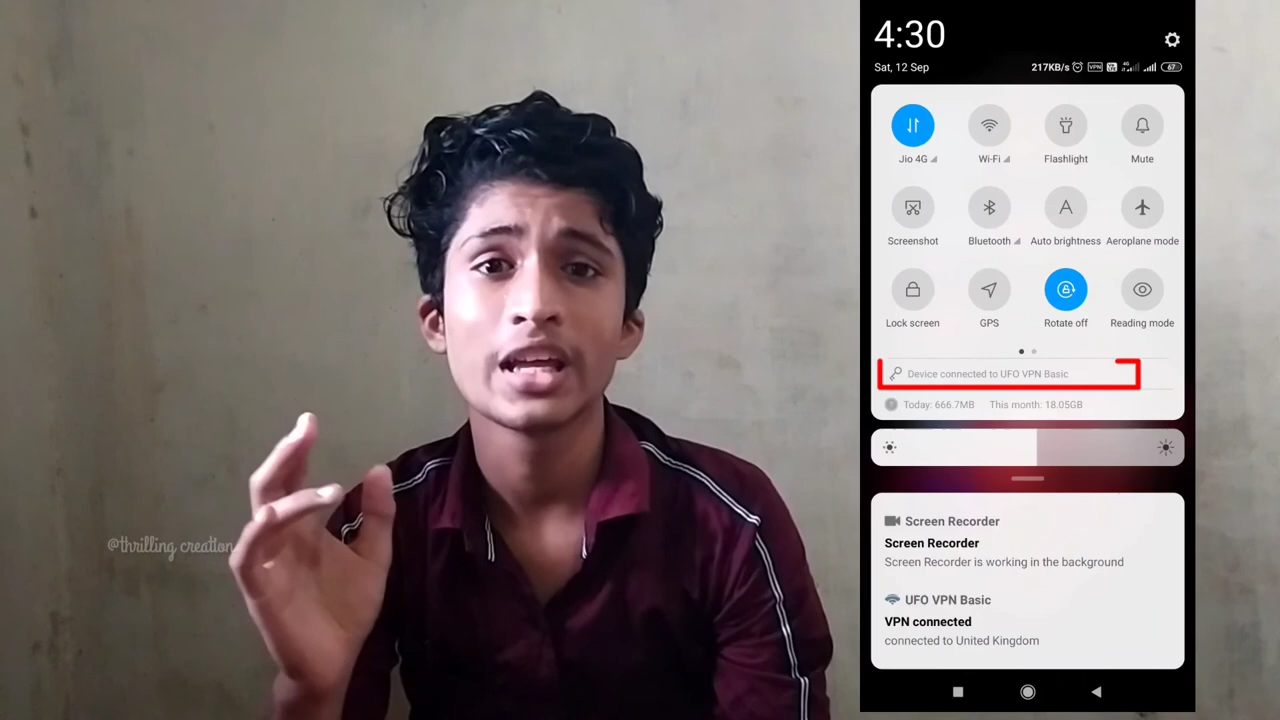 4:30
Sat, 12 Sep
217KB/s VPN 4G 67
Jio 4G Wi-Fi Flashlight Mute
Screenshot Bluetooth Auto brightness Aeroplane mode
Lock screen GPS Rotate off Reading mode
Device connected to UFO VPN Basic
Today: 666.7MB This month: 18.05GB
Screen Recorder
Screen Recorder
Screen Recorder is working in the background
UFO VPN Basic
VPN connected
connected to United Kingdom
@thrilling creation